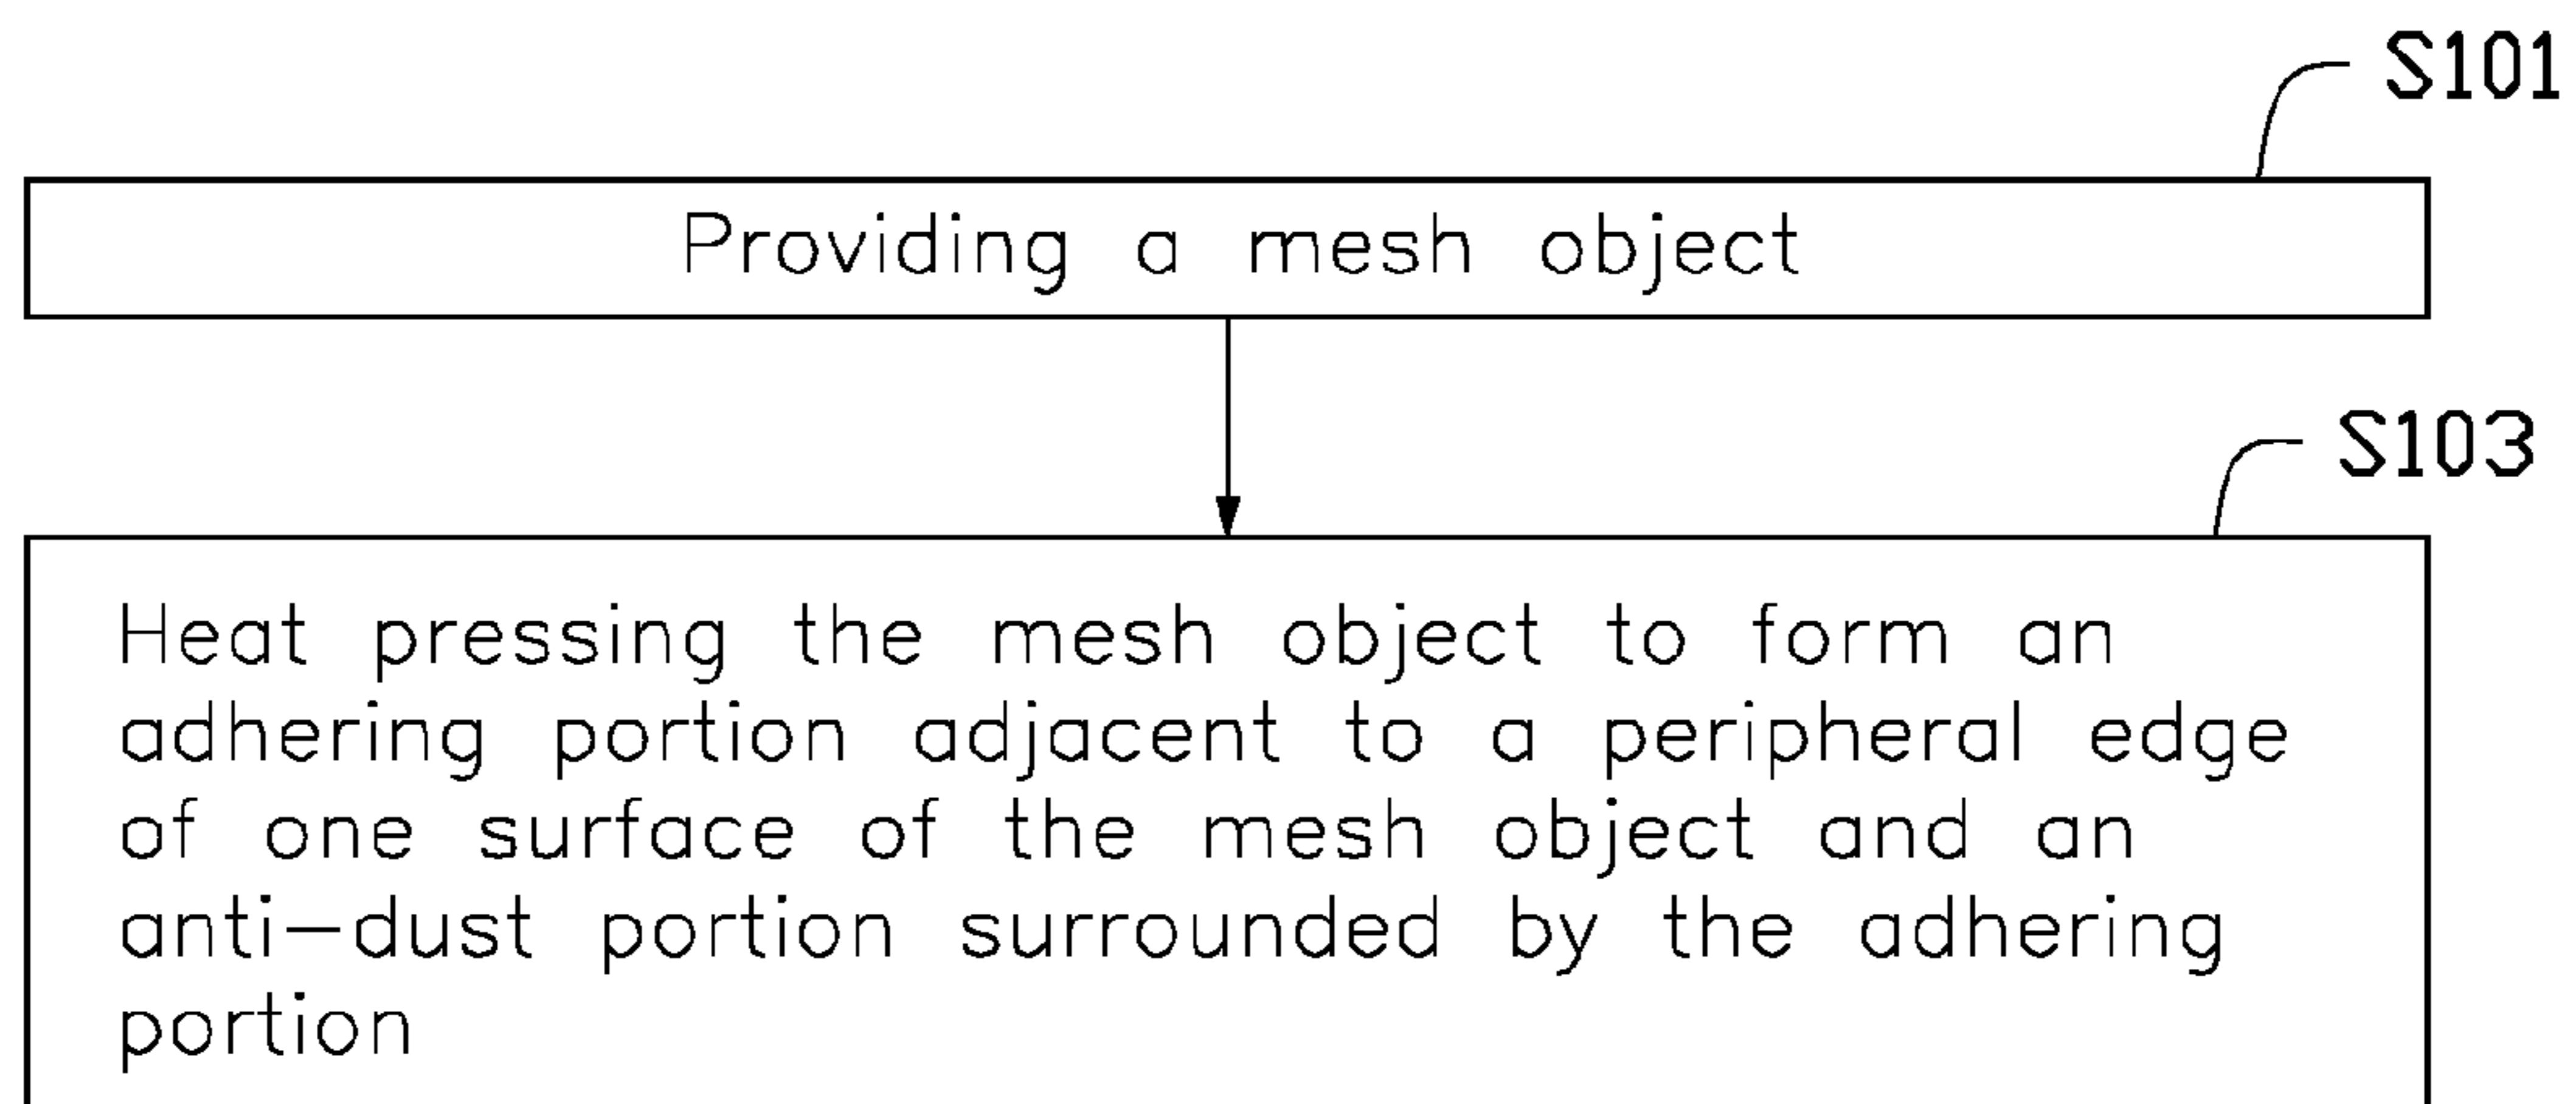 S101
Providing a mesh object
S103
Heat pressing the mesh object to form an
adhering portion adjacent to a peripheral edge
of one surface of the mesh object and an
anti-dust portion surrounded by the adhering
portion